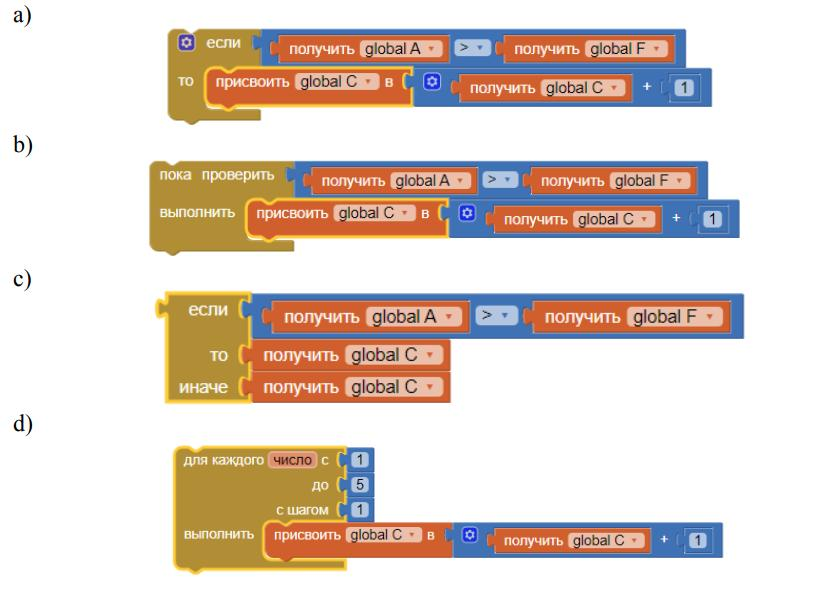 a)
если получить global A > получить global F
то присвоить global C в получить global C + 1
b)
пока проверить получить global A > получить global F
выполнить присвоить global C в получить global C + 1
c)
если получить global A > получить global F
то получить global C
иначе получить global C
d)
для каждого число с 1
до 5
с шагом 1
выполнить присвоить global C в получить global C + 1